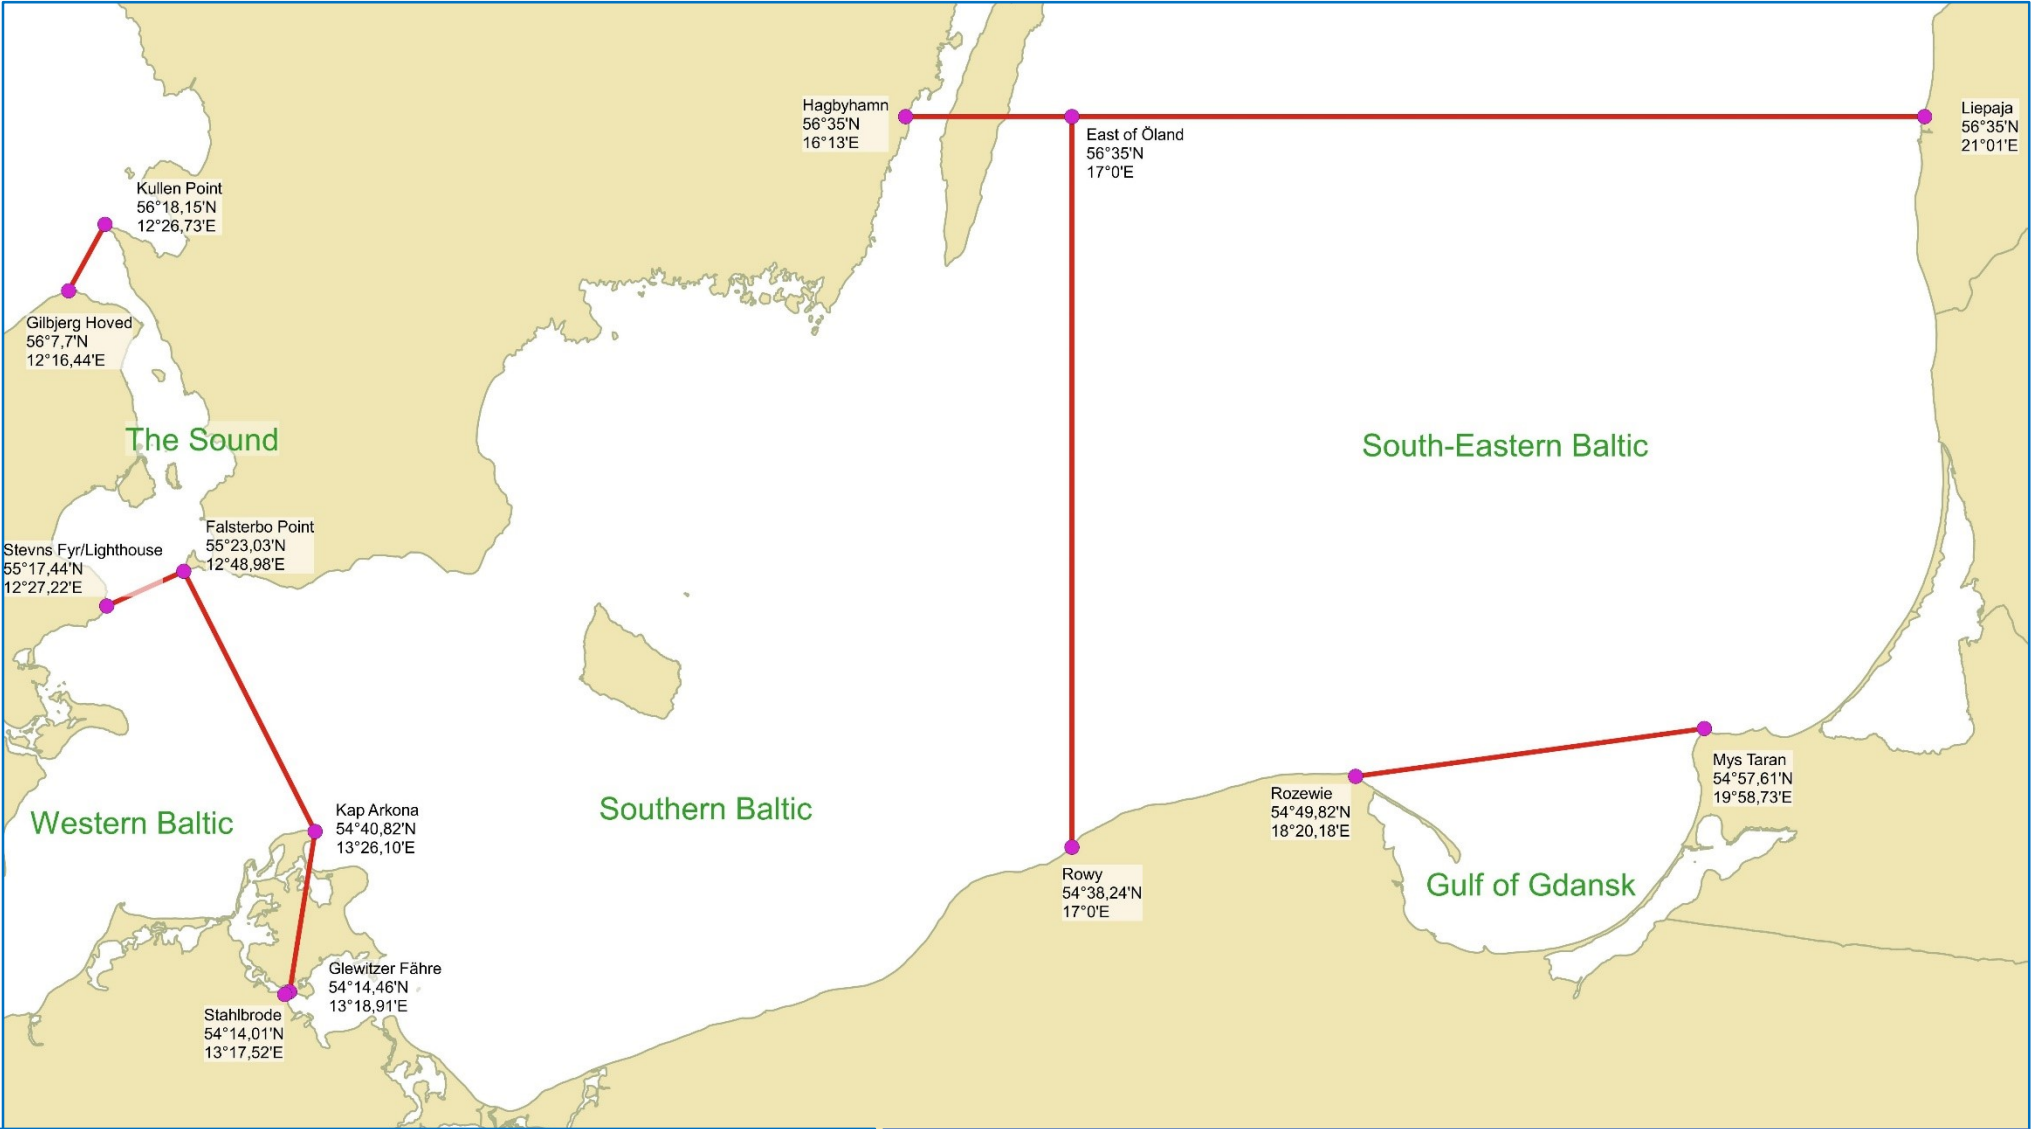 Hagbyhamn
56°35'N
16°13'E
Liepaja
56°35'N
21°01'E
East of Öland
56°35'N
17°0'E
Kullen Point
56°18,15'N
12°26,73'E
Gilbjerg Hoved
56°7,7'N
12°16,44'E
The Sound
South-Eastern Baltic
Falsterbo Point
55°23,03'N
12°48,98'E
Stevns Fyr/Lighthouse
55°17,44'N
12°27,22'E
Mys Taran
54°57,61'N
19°58,73'E
Rozewie
54°49,82'N
18°20,18'E
Western Baltic
Kap Arkona
54°40,82'N
13°26,10'E
Southern Baltic
Rowy
54°38,24'N
17°0'E
Gulf of Gdansk
Glewitzer Fähre
54°14,46'N
13°18,91'E
Stahlbrode
54°14,01'N
13°17,52'E